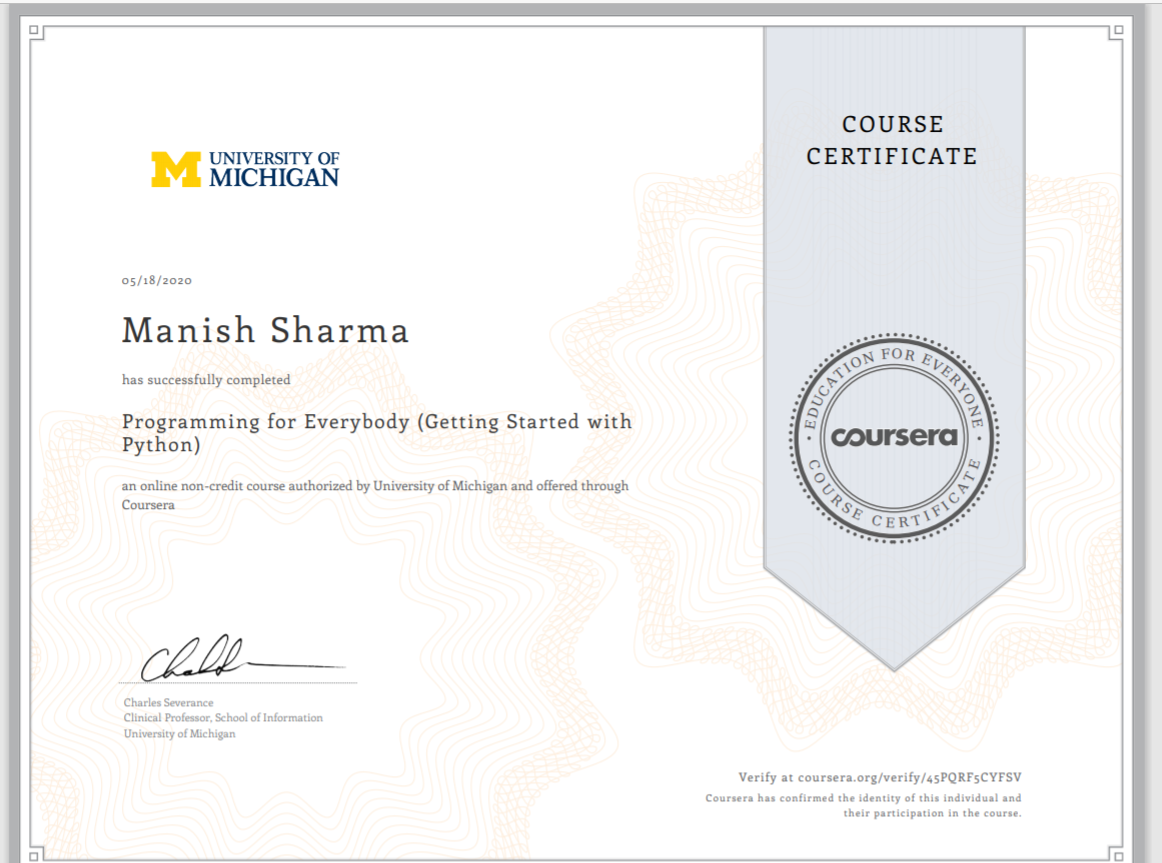 UNIVERSITY OF
MICHIGAN
COURSE
CERTIFICATE
05/18/2020
Manish Sharma
has successfully completed
Programming for Everybody (Getting Started with
Python)
an online non-credit course authorized by University of Michigan and offered through
Coursera
EDUCATION FOR EVERYONE
coursera
COURSE CERTIFICATE
Charles Severance
Clinical Professor, School of Information
University of Michigan
Verify at coursera.org/verify/45PQRF5CYFSV
Coursera has confirmed the identity of this individual and
their participation in the course.